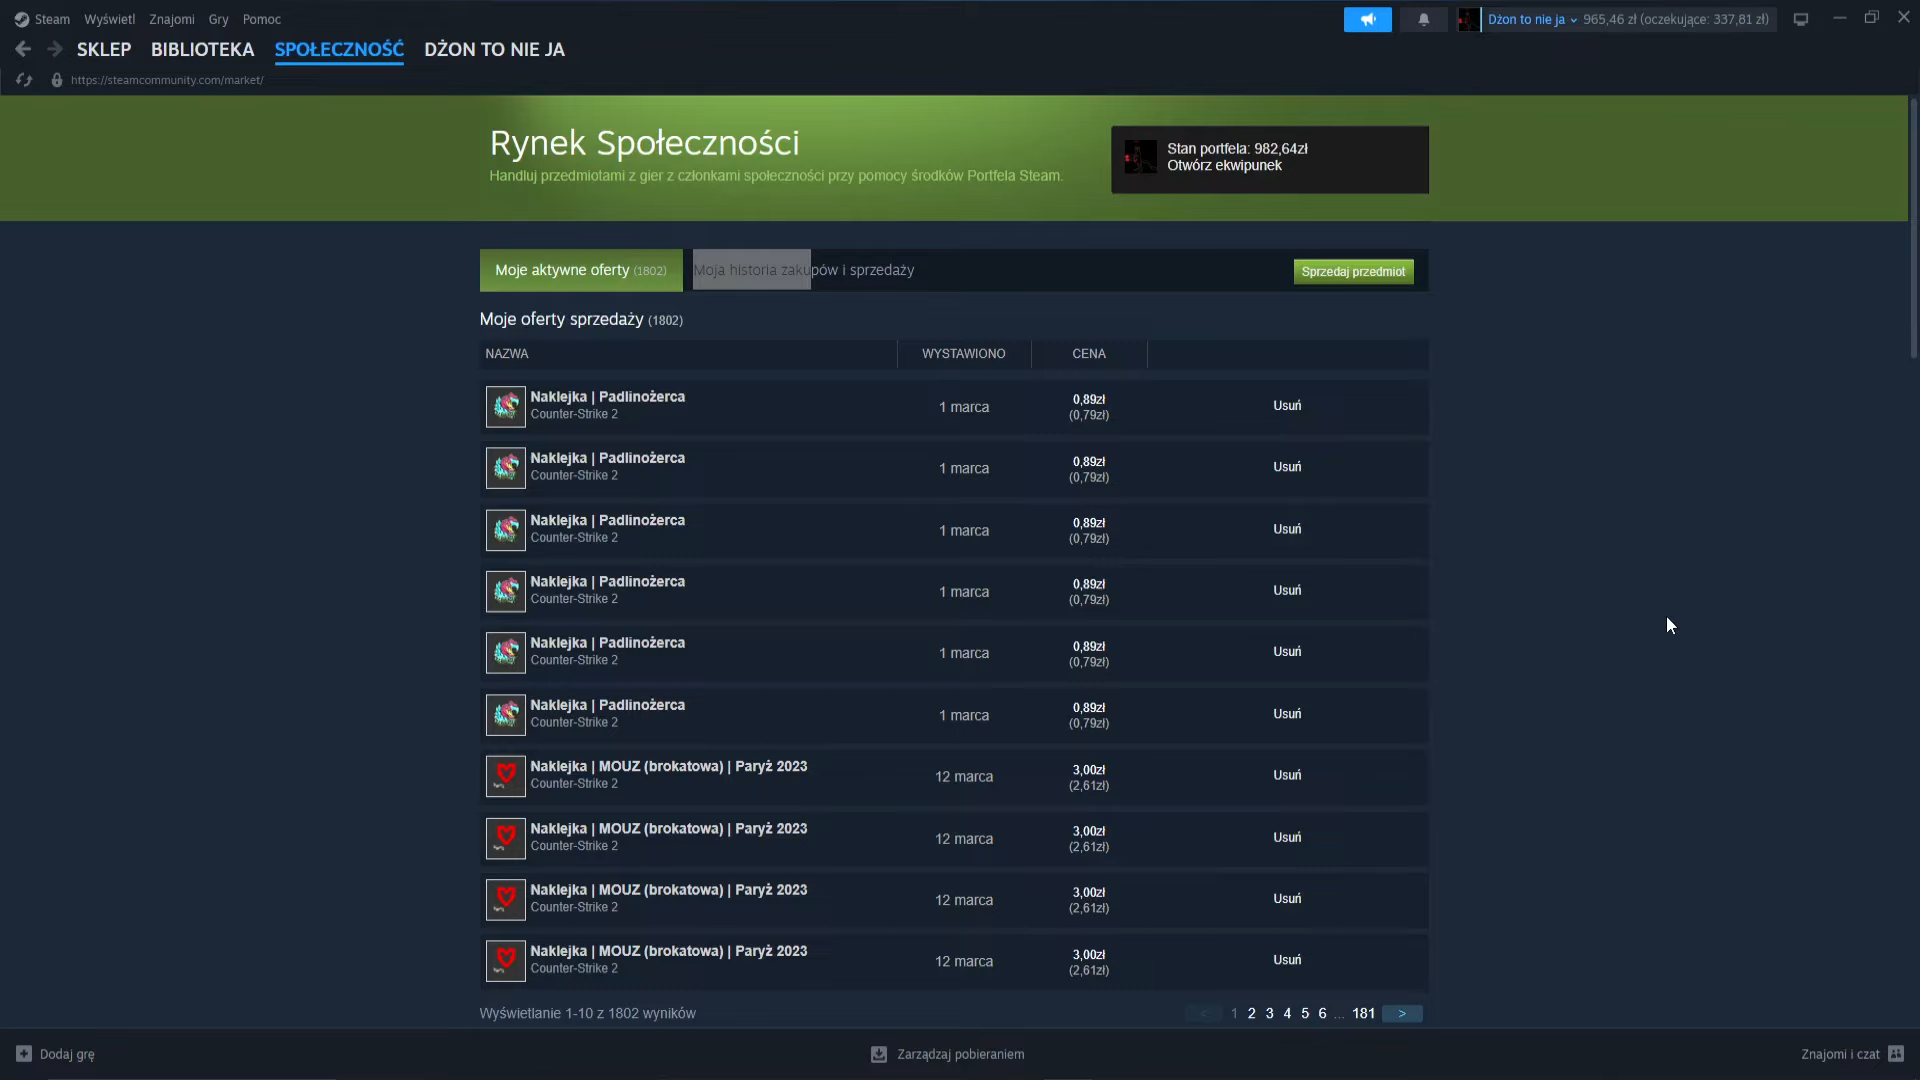 Steam Wyświetl Znajomi Gry Pomoc
Dżon to nie ja 965,46 zł (oczekujące: 337,81 zł)
SKLEP BIBLIOTEKA SPOŁECZNOŚĆ DŻON TO NIE JA
https://steamcommunity.com/market/
Rynek Społeczności
Handluj przedmiotami z gier z członkami społeczności przy pomocy środków Portfela Steam.
Stan portfela: 982,64zł
Otwórz ekwipunek
Moje aktywne oferty (1802) Moja historia zakupów i sprzedaży Sprzedaj przedmiot
Moje oferty sprzedaży (1802)
NAZWA WYSTAWIONO CENA
Naklejka | Padlinożerca
Counter-Strike 2
1 marca
0,89zł
(0,79zł)
Usuń
Naklejka | Padlinożerca
Counter-Strike 2
1 marca
0,89zł
(0,79zł)
Usuń
Naklejka | Padlinożerca
Counter-Strike 2
1 marca
0,89zł
(0,79zł)
Usuń
Naklejka | Padlinożerca
Counter-Strike 2
1 marca
0,89zł
(0,79zł)
Usuń
Naklejka | Padlinożerca
Counter-Strike 2
1 marca
0,89zł
(0,79zł)
Usuń
Naklejka | Padlinożerca
Counter-Strike 2
1 marca
0,89zł
(0,79zł)
Usuń
Naklejka | MOUZ (brokatowa) | Paryż 2023
Counter-Strike 2
12 marca
3,00zł
(2,61zł)
Usuń
Naklejka | MOUZ (brokatowa) | Paryż 2023
Counter-Strike 2
12 marca
3,00zł
(2,61zł)
Usuń
Naklejka | MOUZ (brokatowa) | Paryż 2023
Counter-Strike 2
12 marca
3,00zł
(2,61zł)
Usuń
Naklejka | MOUZ (brokatowa) | Paryż 2023
Counter-Strike 2
12 marca
3,00zł
(2,61zł)
Usuń
Wyświetlanie 1-10 z 1802 wyników < 1 2 3 4 5 6 ... 181 >
Dodaj grę Zarządzaj pobieraniem Znajomi i czat